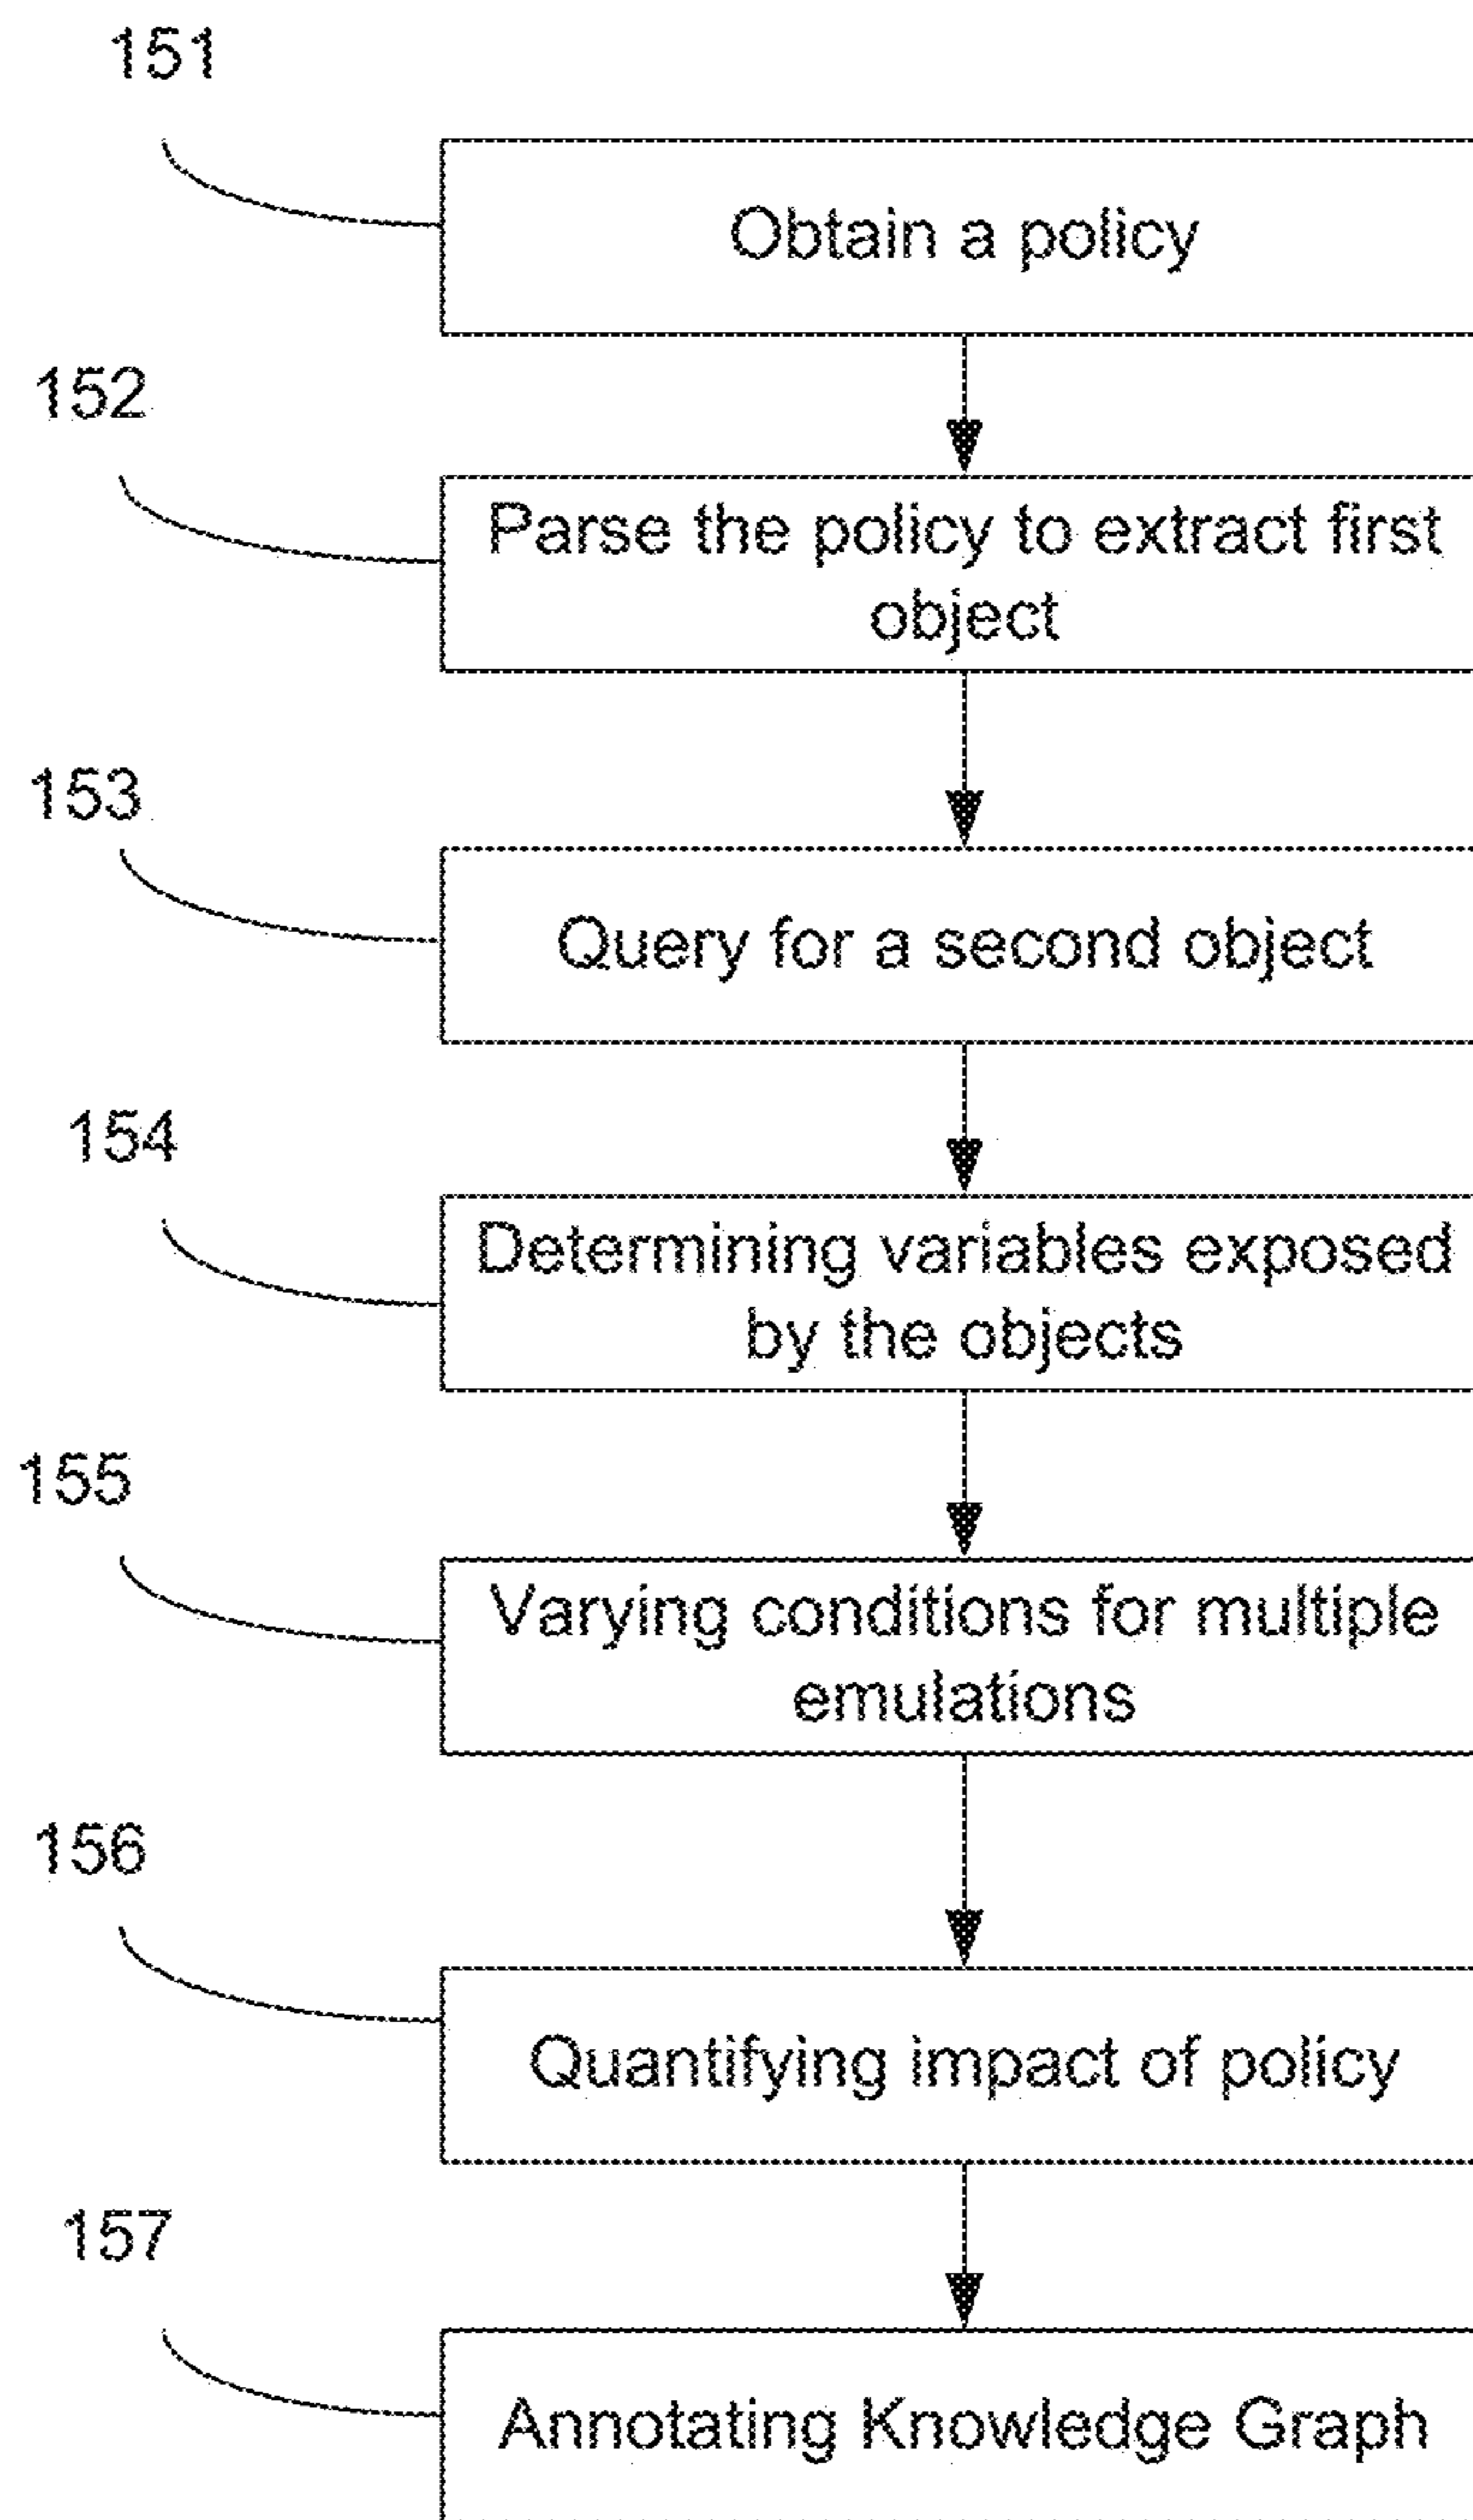 151
Obtain a policy
152
Parse the policy to extract first
object
153
Query for a second object
154
Determining variables exposed
by the objects
155
Varying conditions for multiple
emulations
156
Quantifying impact of policy
157
Annotating Knowledge Graph